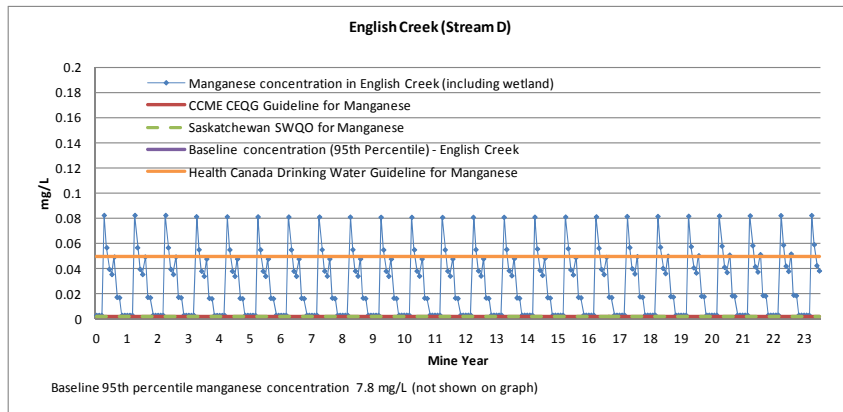 English Creek (Stream D)
0.2
0.18
0.16
0.14
0.12
0.1
0.08
0.06
0.04
0.02
0
mg/L
Manganese concentration in English Creek (including wetland)
CCME CEQG Guideline for Manganese
Saskatchewan SWQO for Manganese
Baseline concentration (95th Percentile) - English Creek
Health Canada Drinking Water Guideline for Manganese
0 1 2 3 4 5 6 7 8 9 10 11 12 13 14 15 16 17 18 19 20 21 22 23
Mine Year
Baseline 95th percentile manganese concentration 7.8 mg/L (not shown on graph)